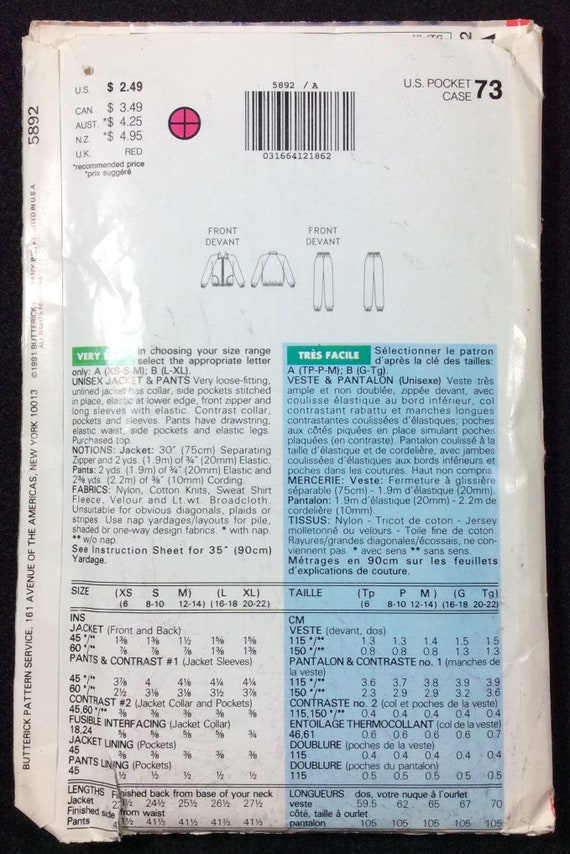 5892
©1991 BUTTERICK
BUTTERICK PATTERN SERVICE, 161 AVENUE OF THE AMERICAS, NEW YORK 10013
U.S. $ 2.49
CAN. $ 3.49
AUST. *$ 4.25
N.Z. *$ 4.95
U.K. RED
*recommended price
*prix suggéré
5892 / A
031664121862
U.S. POCKET
CASE 73
FRONT
DEVANT
FRONT
DEVANT
VERY In choosing your size range
select the appropriate letter
only: A (XS-S-M); B (L-XL).
UNISEX JACKET & PANTS Very loose-fitting,
unlined jacket has collar, side pockets stitched
in place, elastic at lower edge, front zipper and
long sleeves with elastic. Contrast collar,
pockets and sleeves. Pants have drawstring,
elastic waist, side pockets and elastic legs.
Purchased top.
NOTIONS: Jacket: 30" (75cm) Separating
Zipper and 2 yds. (1.9m) of ¾" (20mm) Elastic.
Pants: 2 yds. (1.9m) of ¾" (20mm) Elastic and
2⅜ yds. (2.2m) of ⅜" (10mm) Cording.
FABRICS: Nylon, Cotton Knits, Sweat Shirt
Fleece, Velour and Lt. wt. Broadcloth.
Unsuitable for obvious diagonals, plaids or
stripes. Use nap yardages/layouts for pile,
shaded or one-way design fabrics. * with nap.
** w/o nap.
See Instruction Sheet for 35" (90cm)
Yardage.
SIZE (XS S M) (L XL)
(6 8-10 12-14) (16-18 20-22)
INS
JACKET (Front and Back)
45 */** 1⅜ 1⅜ 1½ 1⅝ 1⅝
60 */** ⅞ ⅞ 1⅜ 1⅜
PANTS & CONTRAST #1 (Jacket Sleeves)
45 */** 3⅞ 4 4⅛ 4¼ 4¼
60 */** 2½ 3⅛ 3⅛ 3½
CONTRAST #2 (Jacket Collar and Pockets)
45,60 */** ⅜ ⅜ ⅜ ⅜ ⅜
FUSIBLE INTERFACING (Jacket Collar)
18,24 ⅝ ⅝ ⅝ ⅝ ¾
JACKET LINING (Pockets)
45 ⅜ ⅜ ⅜ ⅜ ⅜
PANTS LINING (Pockets)
45 ½ ½ ½ ½ ½
LENGTHS Finished back from base of your neck
Jacket 24½ 25½ 26½ 27½
Finished side from waist
Pants 41½ 41½ 41½ 41½
TRÈS FACILE Sélectionner le patron
d'après la clé des tailles:
A (TP-P-M); B (G-Tg).
VESTE & PANTALON (Unisexe) Veste très
ample et non doublée, zippée devant, avec
coulisse élastique au bord inférieur, col
contrastant rabattu et manches longues
contrastantes coulissées d'élastiques; poches
aux côtés piquées en place simulant poches
plaquées (en contraste). Pantalon coulissé à la
taille d'élastique et de cordelière, avec jambes
coulissées d'élastiques aux bords inférieurs et
poches dans les coutures. Haut non compris.
MERCERIE: Veste: Fermeture à glissière
séparable (75cm) - 1.9m d'élastique (20mm).
Pantalon: 1.9m d'élastique (20mm) - 2.2m de
cordelière (10mm).
TISSUS: Nylon - Tricot de coton - Jersey
molletonné ou velours - Toile fine de coton.
Rayures/grandes diagonales/écossais, ne con-
viennent pas. * avec sens ** sans sens.
Métrages en 90cm sur les feuillets
d'explications de couture.
TAILLE (Tp P M) (G Tg)
(6 8-10 12-14) (16-18 20-22)
CM
VESTE (devant, dos)
115 */** 1.3 1.3 1.4 1.5 1.5
150 */** 0.8 0.8 0.8 1.3 1.3
PANTALON & CONTRASTE no. 1 (manches de
la veste)
115 */** 3.6 3.7 3.8 3.9 3.9
150 */** 2.3 2.9 2.9 3.2 3.6
CONTRASTE no. 2 (col et poches de la veste)
115,150 */** 0.4 0.4 0.4 0.4 0.4
ENTOILAGE THERMOCOLLANT (col de la veste)
46,61 0.6 0.6 0.6 0.6 0.7
DOUBLURE (poches de la veste)
115 0.4 0.4 0.4 0.4 0.4
DOUBLURE (poches du pantalon)
115 0.5 0.5 0.5 0.5 0.5
LONGUEURS dos, votre nuque à l'ourlet
veste 59.5 62 65 67 70
côté, taille à ourlet
pantalon 105 105 105 105 105